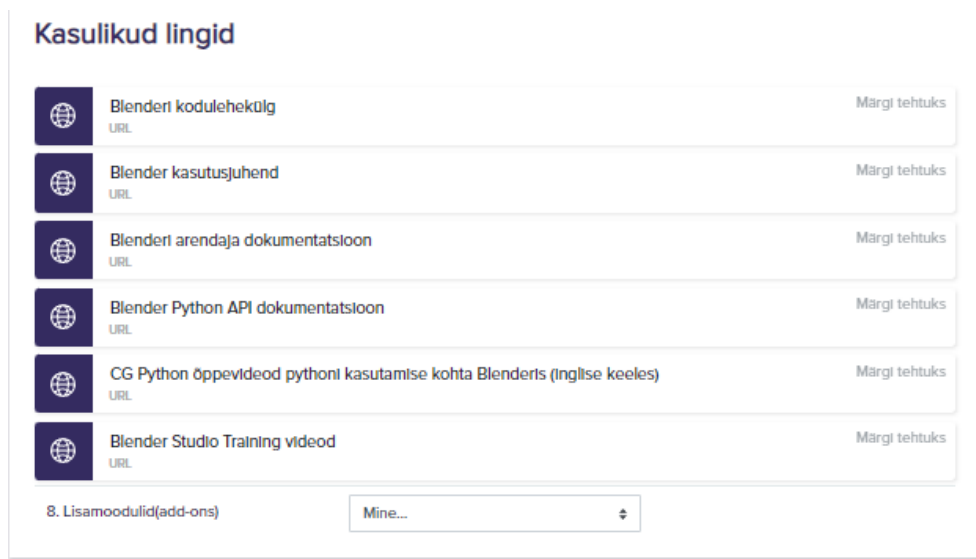 Kasulikud lingid
Blenderi kodulehekülg
Märgi tehtuks
URL
Blender kasutusjuhend
Märgi tehtuks
URL
Blenderi arendaja dokumentatsioon
Märgi tehtuks
URL
Blender Python API dokumentatsioon
Märgi tehtuks
URL
CG Python õppevideod pythoni kasutamise kohta Blenderis (inglise keeles)
Märgi tehtuks
URL
Blender Studio Training videod
Märgi tehtuks
URL
8. Lisamoodulid(add-ons)
Mine...